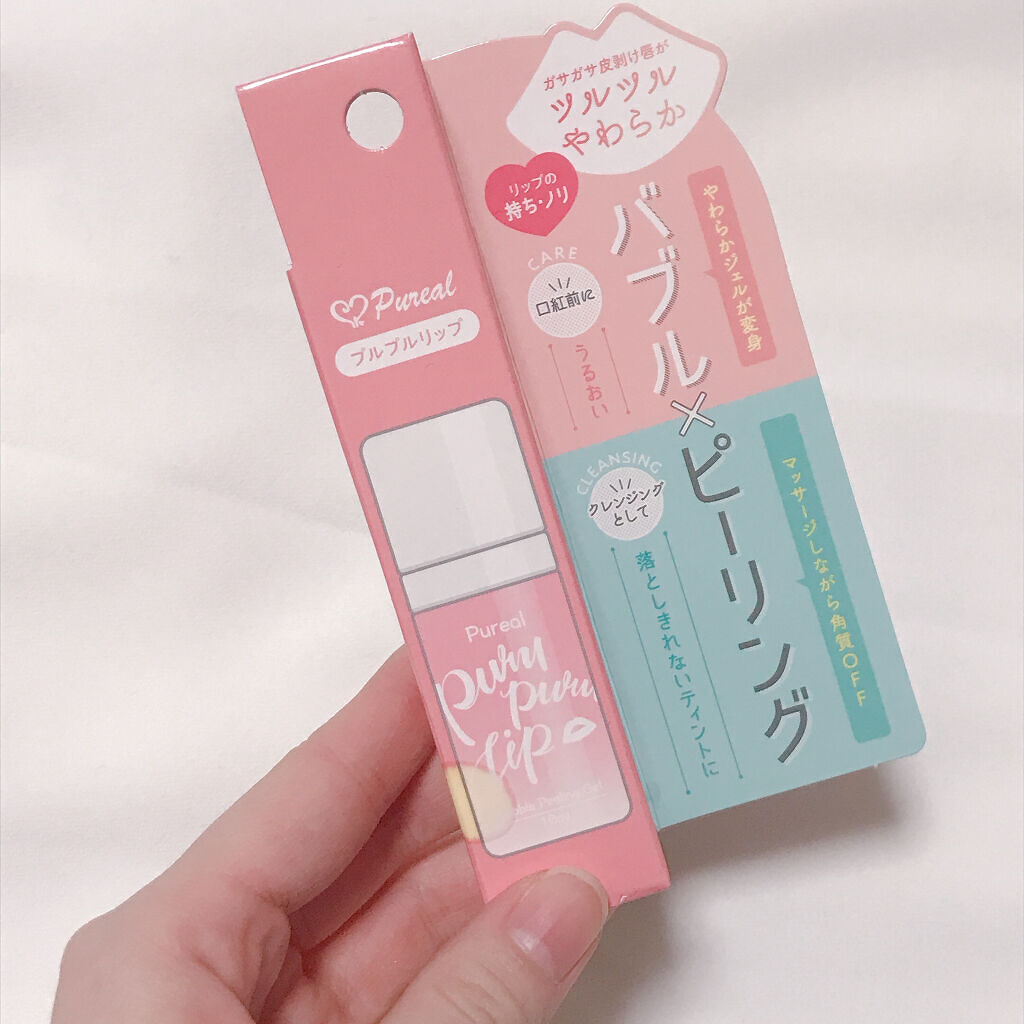 ガサガサ皮剥け唇が
ツルツル
やわらか
リップの
持ち・ノリ
Pureal
プルプルリップ
CARE
口紅前に
うるおい
バブル×ピーリング
やわらかジェルが変身
CLEANSING
クレンジング
として
落としきれないティントに
マッサージしながら角質OFF
Pureal
puru
puru
lip
Peeling Gel